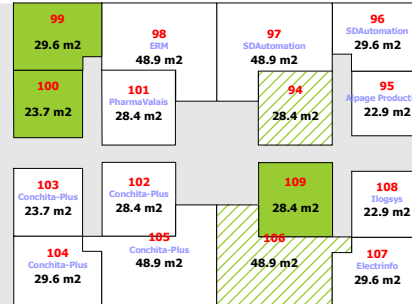 99
29.6 m2
98
ERM
48.9 m2
97
SDAutomation
48.9 m2
96
SDAutomation
29.6 m2
100
23.7 m2
101
PharmaValais
28.4 m2
94
28.4 m2
95
Alpage Producti
22.9 m2
103
Conchita-Plus
23.7 m2
102
Conchita-Plus
28.4 m2
109
28.4 m2
108
Ilogsys
22.9 m2
104
Conchita-Plus
29.6 m2
105
Conchita-Plus
48.9 m2
106
48.9 m2
107
Electrinfo
29.6 m2